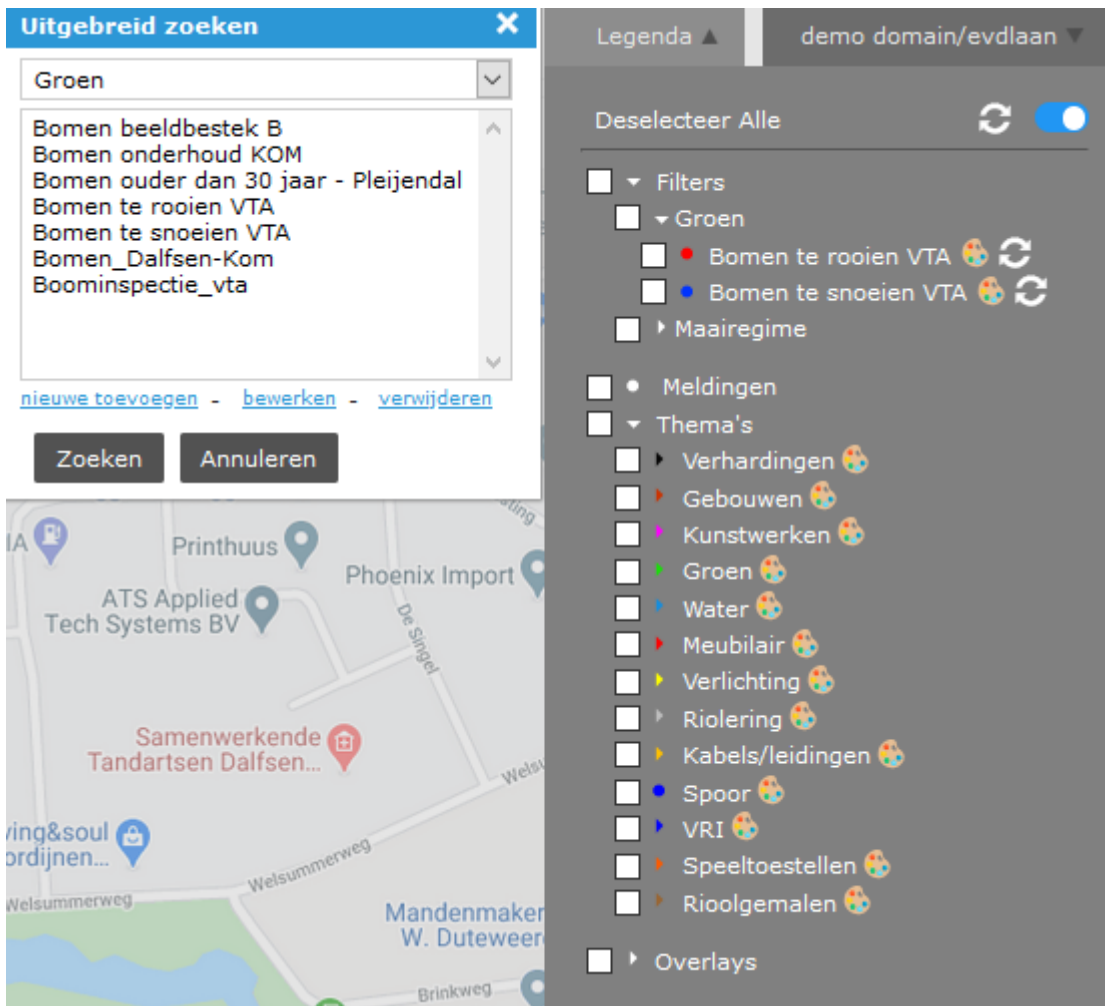 Uitgebreid zoeken
Groen
Bomen beeldbestek B
Bomen onderhoud KOM
Bomen ouder dan 30 jaar - Pleijendal
Bomen te rooien VTA
Bomen te snoeien VTA
Bomen_Dalfsen-Kom
Boominspectie_vta
nieuwe toevoegen - bewerken - verwijderen
Zoeken Annuleren
IA
Printhuus
Phoenix Import
ATS Applied
Tech Systems BV
De Singel
Samenwerkende
Tandartsen Dalfsen...
ving&soul
ordijnen...
Welsummerweg
Welsummerweg
Mandenmaker
W. Duteweer
Brinkweg
Legenda ▲ demo domain/evdlaan ▼
Deselecteer Alle
Filters
Groen
Bomen te rooien VTA
Bomen te snoeien VTA
Maairegime
Meldingen
Thema's
Verhardingen
Gebouwen
Kunstwerken
Groen
Water
Meubilair
Verlichting
Riolering
Kabels/leidingen
Spoor
VRI
Speeltoestellen
Rioolgemalen
Overlays